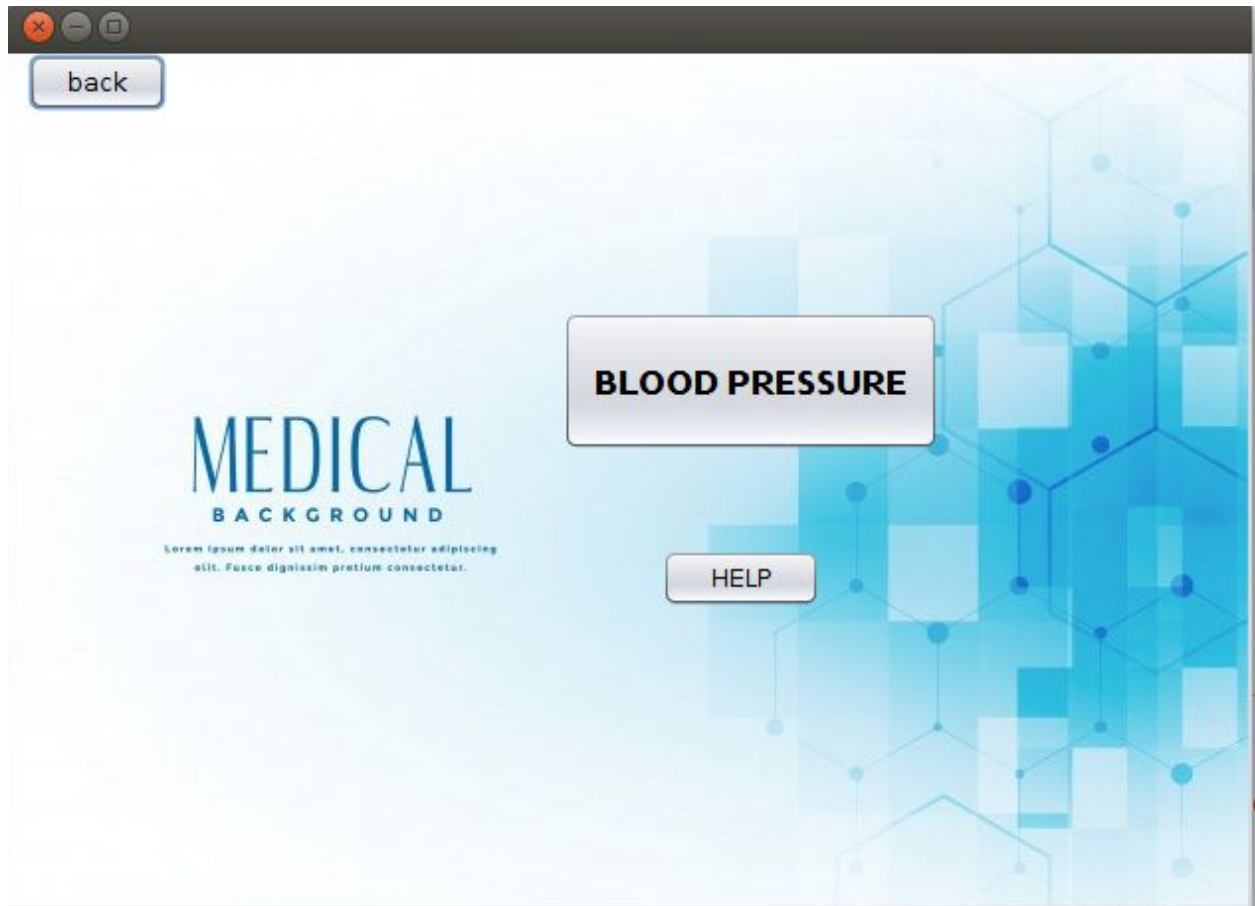 back
BLOOD PRESSURE
MEDICAL
BACKGROUND
Lorem ipsum dolor sit amet, consectetur adipiscing
elit. Fusce dignissim pretium consectetur.
HELP